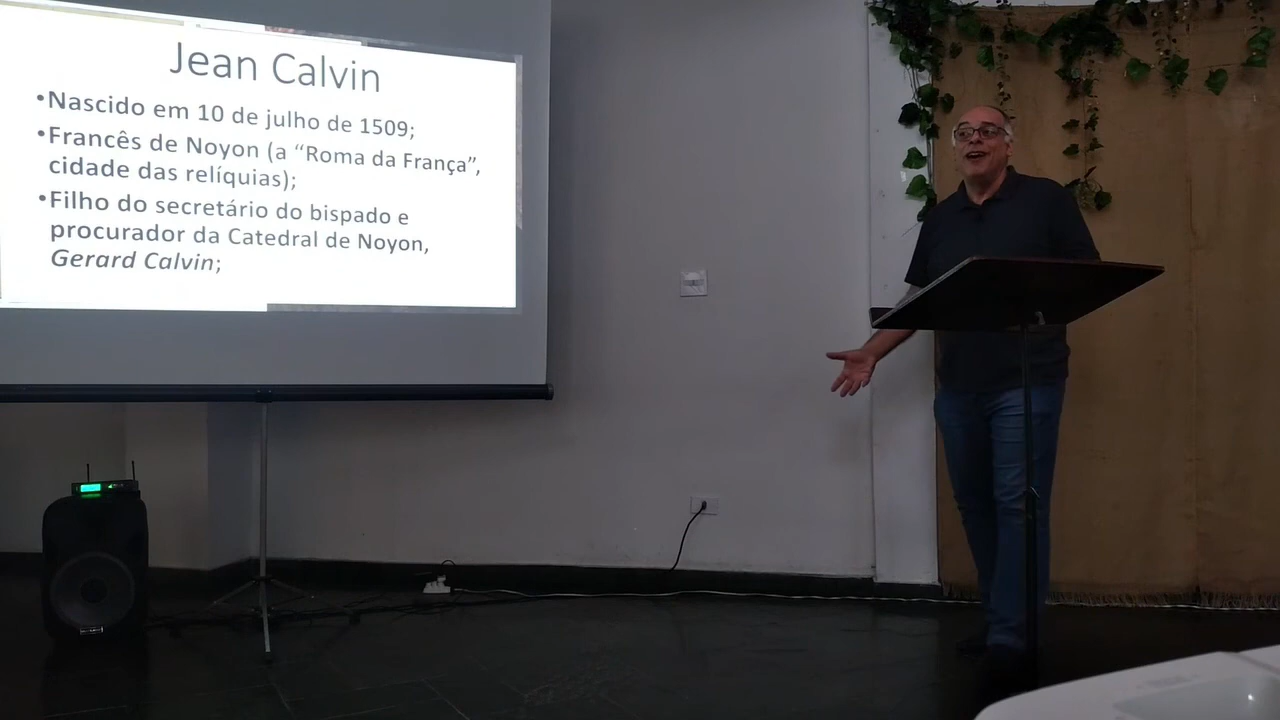 Jean Calvin
•Nascido em 10 de julho de 1509;
•Francês de Noyon (a “Roma da França”,
cidade das relíquias);
•Filho do secretário do bispado e
procurador da Catedral de Noyon,
Gerard Calvin;